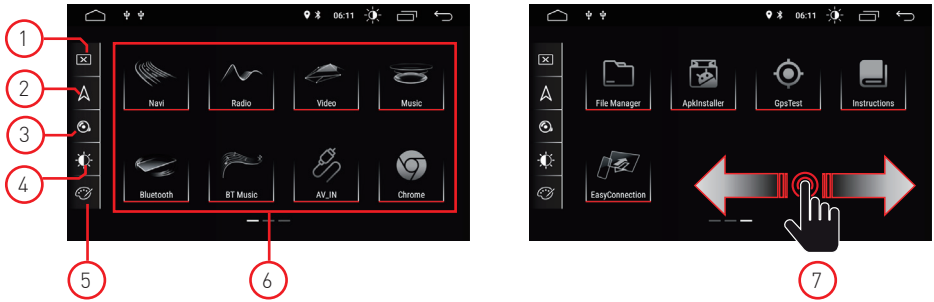 06:11
1
2
3
4
5
6
Navi Radio Video Music
Bluetooth BT Music AV_IN Chrome
06:11
File Manager ApkInstaller GpsTest Instructions
EasyConnection
7